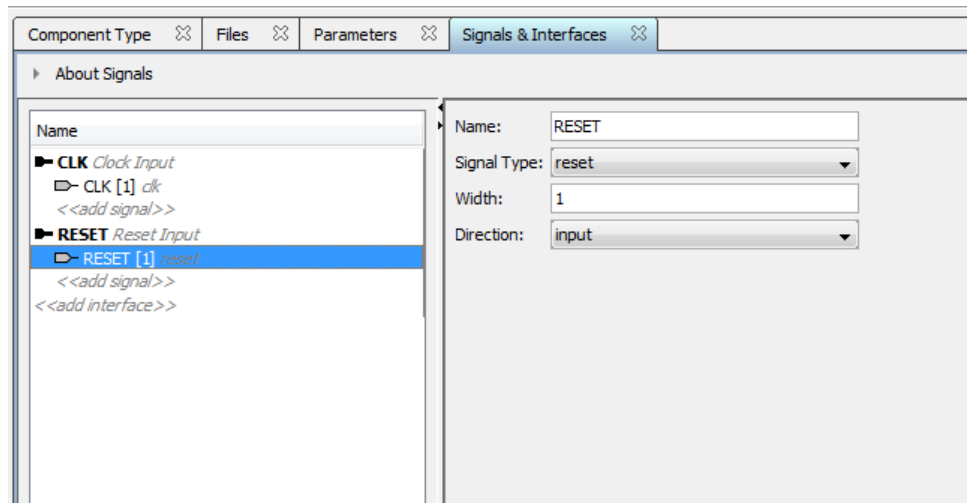 Component Type Files Parameters Signals & Interfaces
About Signals
Name
CLK Clock Input
CLK [1] clk
<<add signal>>
RESET Reset Input
RESET [1] reset
<<add signal>>
<<add interface>>
Name: RESET
Signal Type: reset
Width: 1
Direction: input